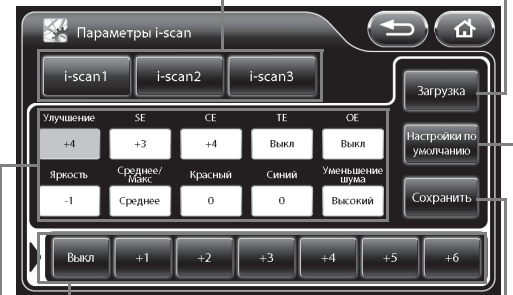 Параметры i-scan
i-scan1 i-scan2 i-scan3
Загрузка
Улучшение SE CE TE OE
+4 +3 +4 Выкл Выкл
Настройки по
умолчанию
Яркость Среднее/
Макс Красный Синий Уменьшение
шума
-1 Среднее 0 0 Высокий
Сохранить
Выкл +1 +2 +3 +4 +5 +6